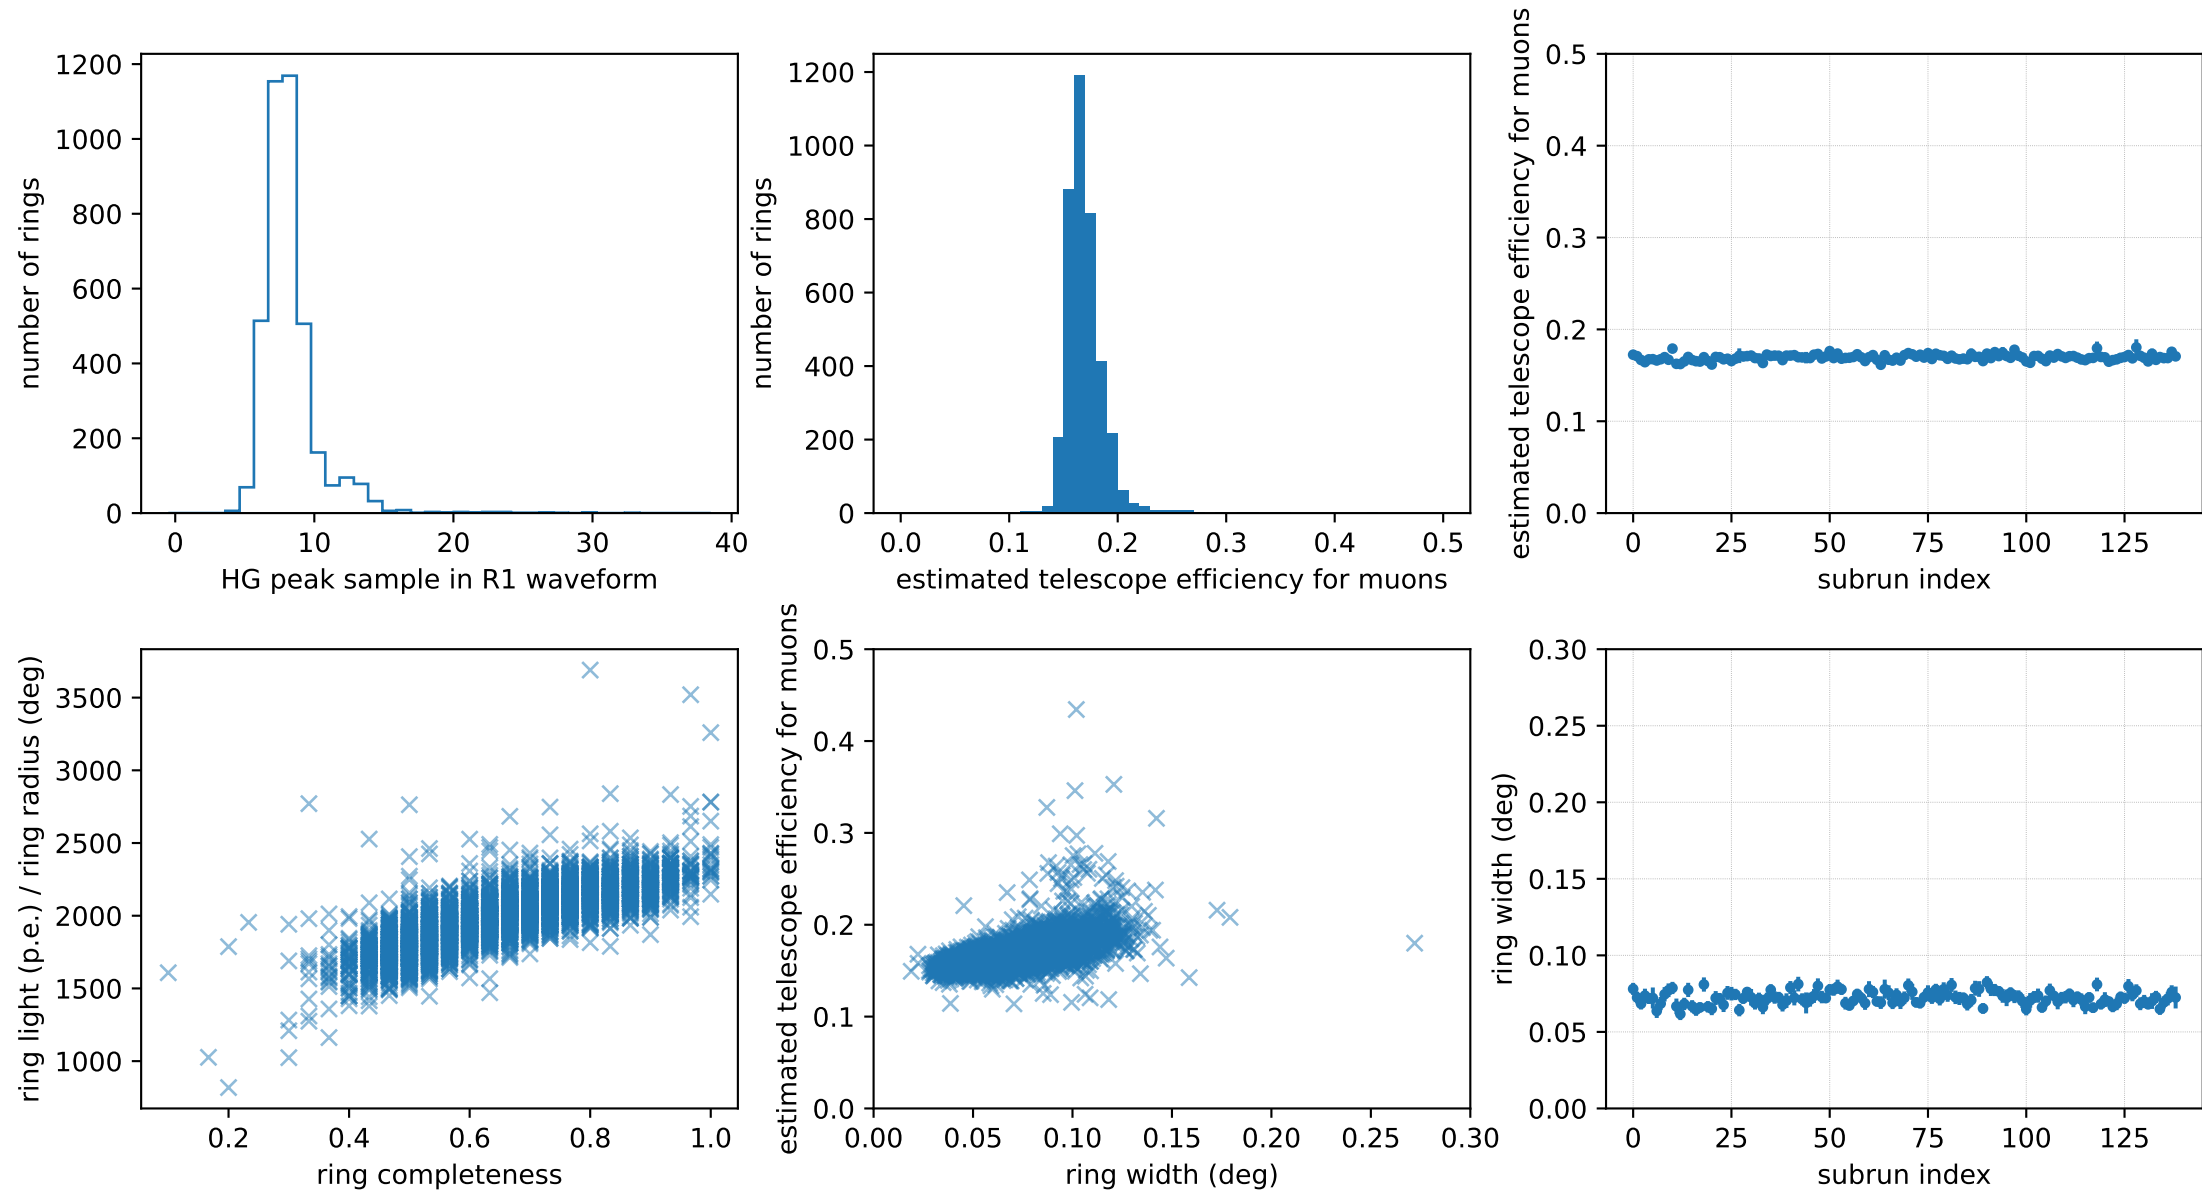 number of rings
1200
1000
800
600
400
200
0
0 10 20 30 40
HG peak sample in R1 waveform
number of rings
1200
1000
800
600
400
200
0
0.0 0.1 0.2 0.3 0.4 0.5
estimated telescope efficiency for muons
estimated telescope efficiency for muons
0.5
0.4
0.3
0.2
0.1
0.0
0 25 50 75 100 125
subrun index
ring light (p.e.) / ring radius (deg)
3500
3000
2500
2000
1500
1000
0.2 0.4 0.6 0.8 1.0
ring completeness
estimated telescope efficiency for muons
0.5
0.4
0.3
0.2
0.1
0.0
0.00 0.05 0.10 0.15 0.20 0.25 0.30
ring width (deg)
ring width (deg)
0.30
0.25
0.20
0.15
0.10
0.05
0.00
0 25 50 75 100 125
subrun index